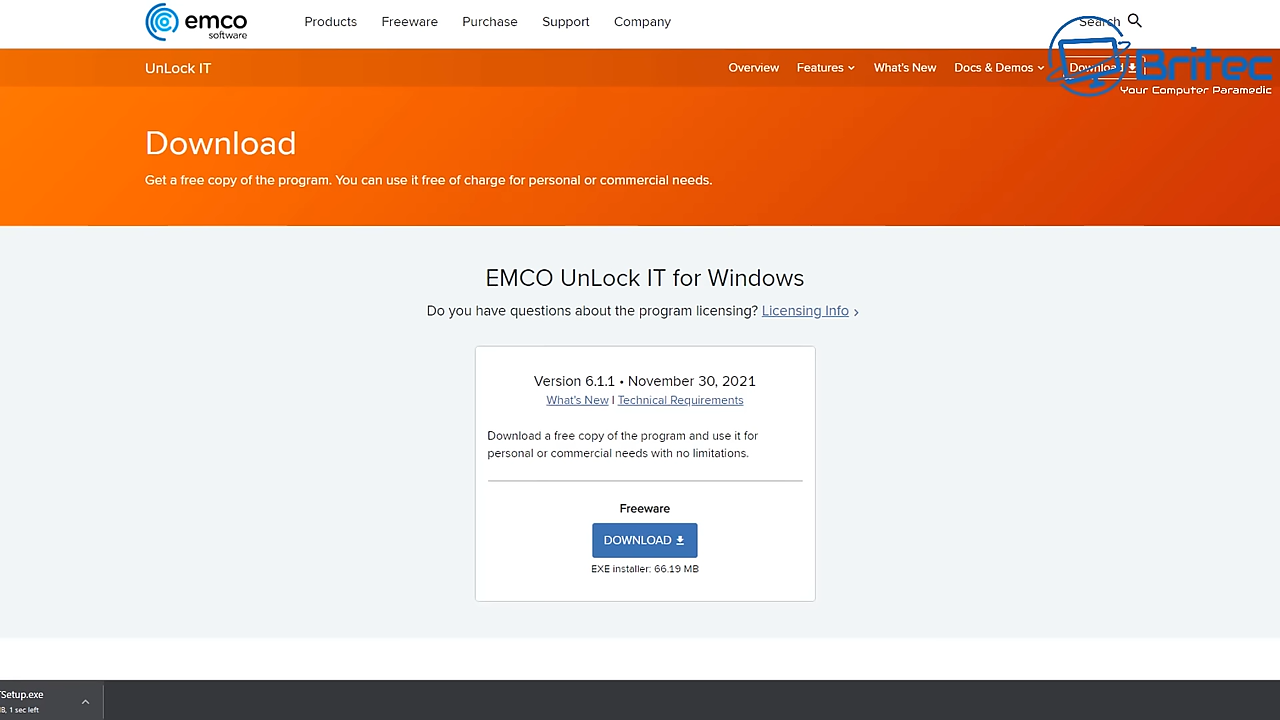 emco
software
Products
Freeware
Purchase
Support
Company
Search
UnLock IT
Overview
Features
What's New
Docs & Demos
Download
Britec
Your Computer Paramedic
Download
Get a free copy of the program. You can use it free of charge for personal or commercial needs.
EMCO UnLock IT for Windows
Do you have questions about the program licensing? Licensing Info ›
Version 6.1.1 • November 30, 2021
What's New | Technical Requirements
Download a free copy of the program and use it for
personal or commercial needs with no limitations.
Freeware
DOWNLOAD
EXE installer: 66.19 MB
Setup.exe
B, 1 sec left